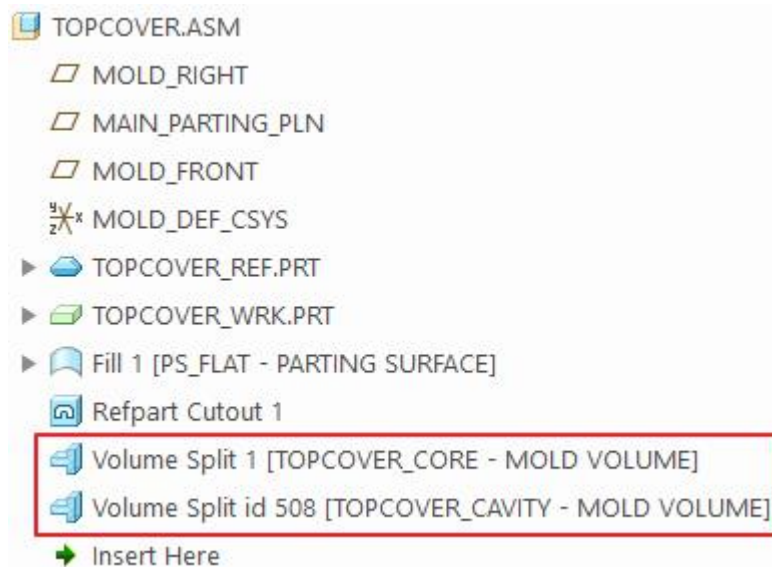 TOPCOVER.ASM
MOLD_RIGHT
MAIN_PARTING_PLN
MOLD_FRONT
MOLD_DEF_CSYS
TOPCOVER_REF.PRT
TOPCOVER_WRK.PRT
Fill 1 [PS_FLAT - PARTING SURFACE]
Refpart Cutout 1
Volume Split 1 [TOPCOVER_CORE - MOLD VOLUME]
Volume Split id 508 [TOPCOVER_CAVITY - MOLD VOLUME]
Insert Here